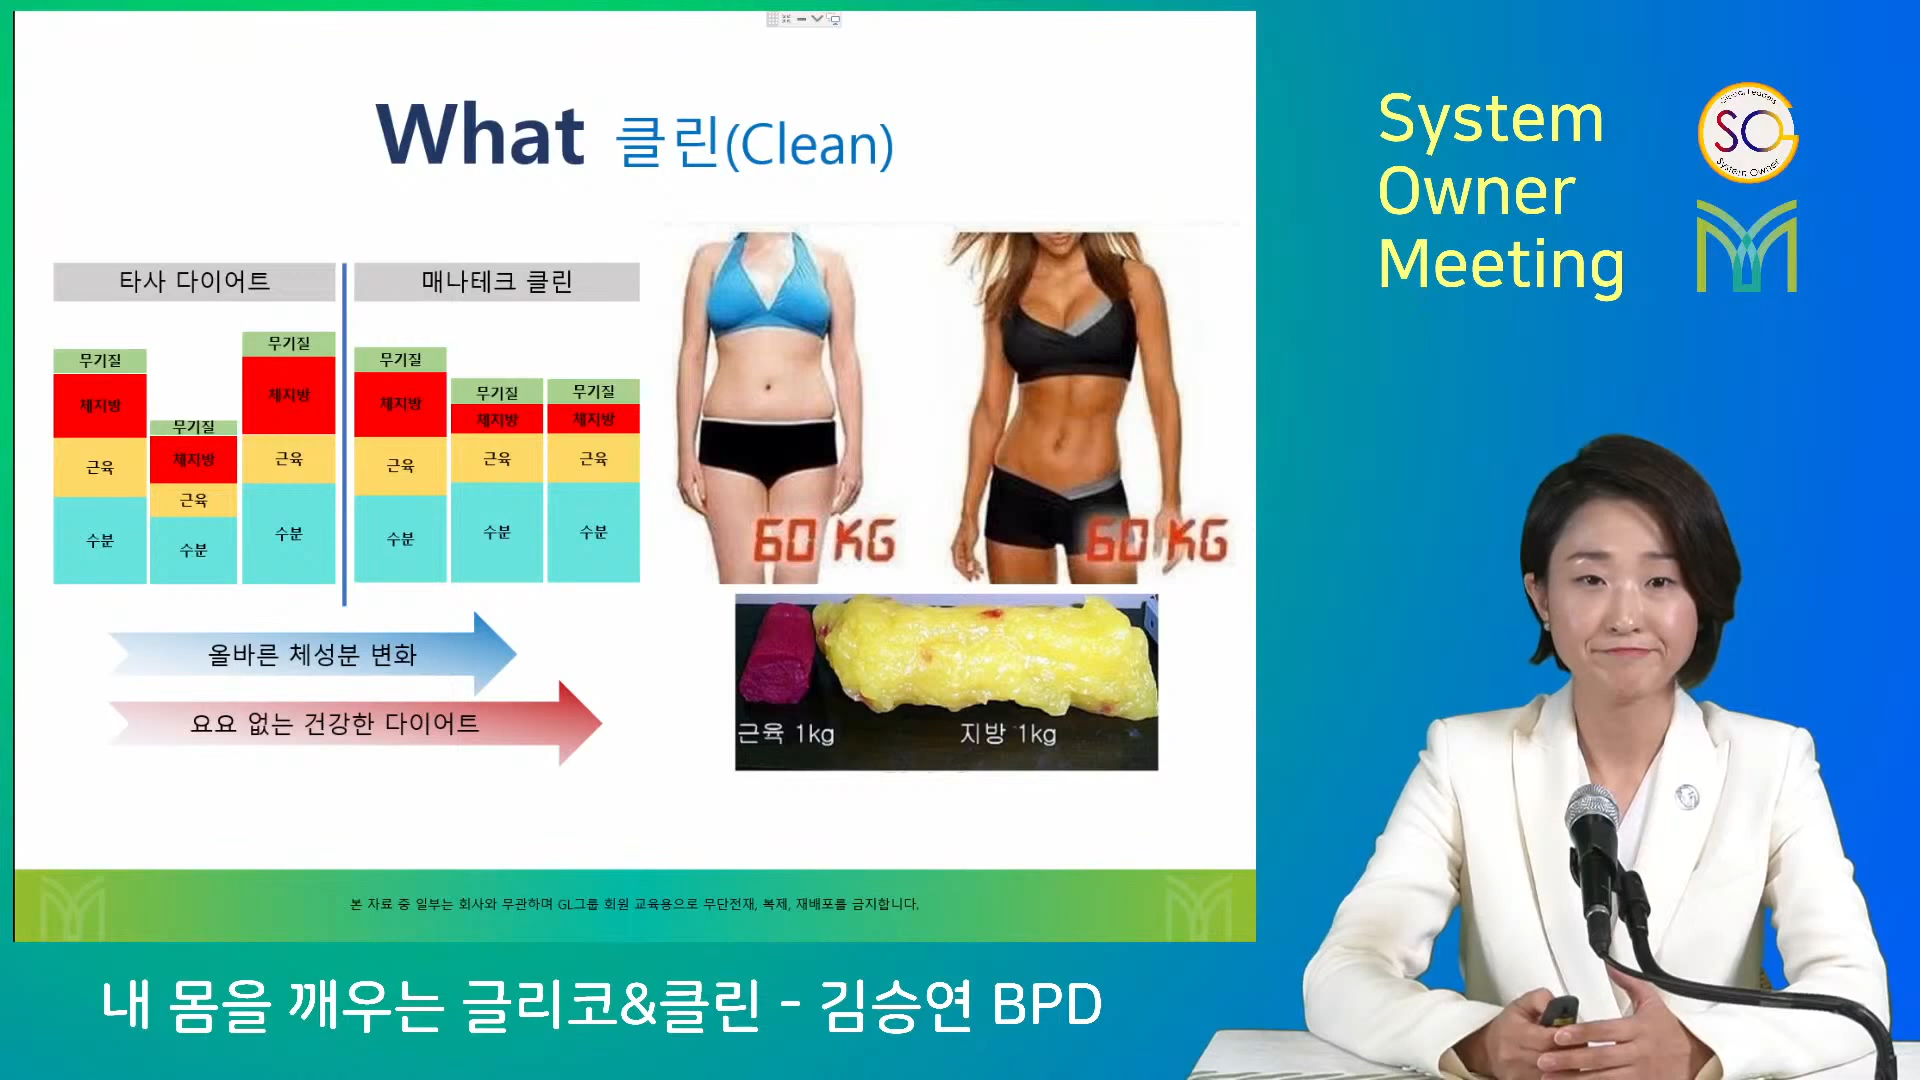 What 클린(Clean)
타사 다이어트
매나테크 클린
무기질
체지방
근육
수분
무기질
체지방
근육
수분
무기질
체지방
근육
수분
무기질
체지방
근육
수분
무기질
체지방
근육
수분
무기질
체지방
근육
수분
올바른 체성분 변화
요요 없는 건강한 다이어트
60 KG
60 KG
근육 1kg
지방 1kg
본 자료 중 일부는 회사와 무관하며 GL그룹 회원 교육용으로 무단전재, 복제, 재배포를 금지합니다.
System
Owner
Meeting
Global Leaders
SO
System Owner
내 몸을 깨우는 글리코&클린 - 김승연 BPD